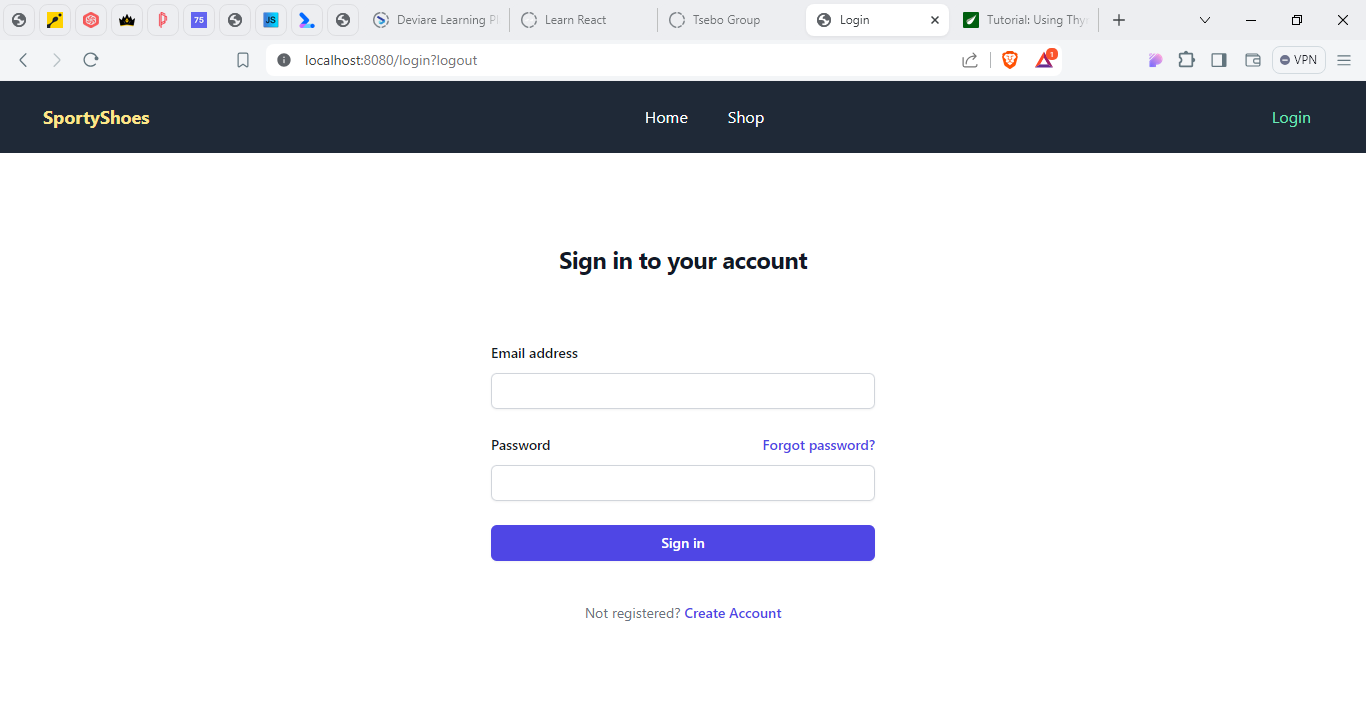 75 JS Deviare Learning Pl Learn React Tsebo Group Login Tutorial: Using Thy
localhost:8080/login?logout 1 VPN
SportyShoes Home Shop Login
Sign in to your account
Email address
Password Forgot password?
Sign in
Not registered? Create Account